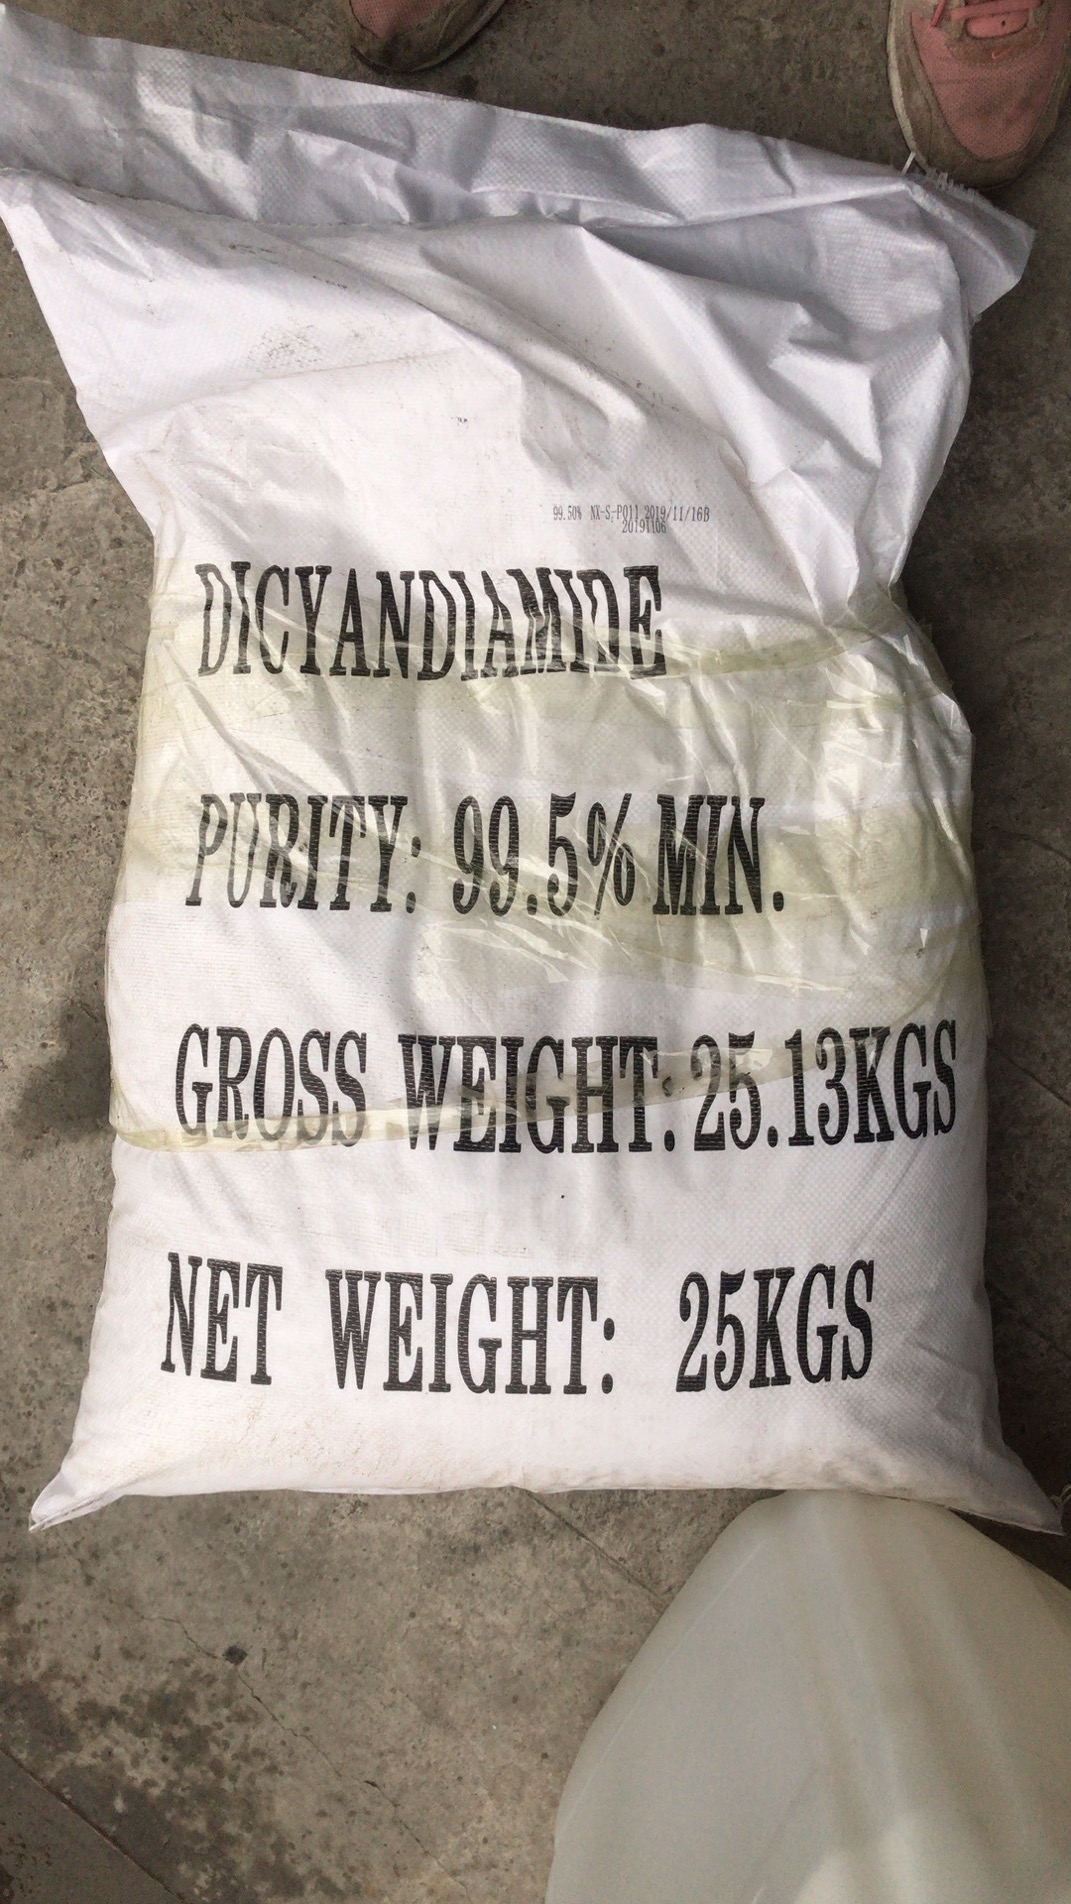 99.50% NX-S-P011 2019/11/16B
20191106
DICYANDIAMIDE
PURITY: 99.5% MIN.
GROSS WEIGHT: 25.13KGS
NET WEIGHT: 25KGS